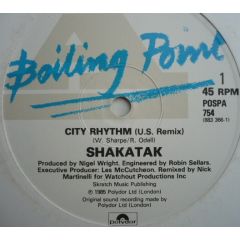 Boiling Point
1
45 RPM
POSPA
754
(883 366-1)
CITY RHYTHM (U.S. Remix)
(W. Sharpe/R. Odell)
SHAKATAK
Produced by Nigel Wright. Engineered by Robin Sellars.
Executive Producer: Les McCutcheon. Remixed by Nick
Martinelli for Watchout Productions Inc
Skratch Music Publishing
℗ 1985 Polydor Ltd (London)
Original sound recording made by
Polydor Ltd (London)
polydor